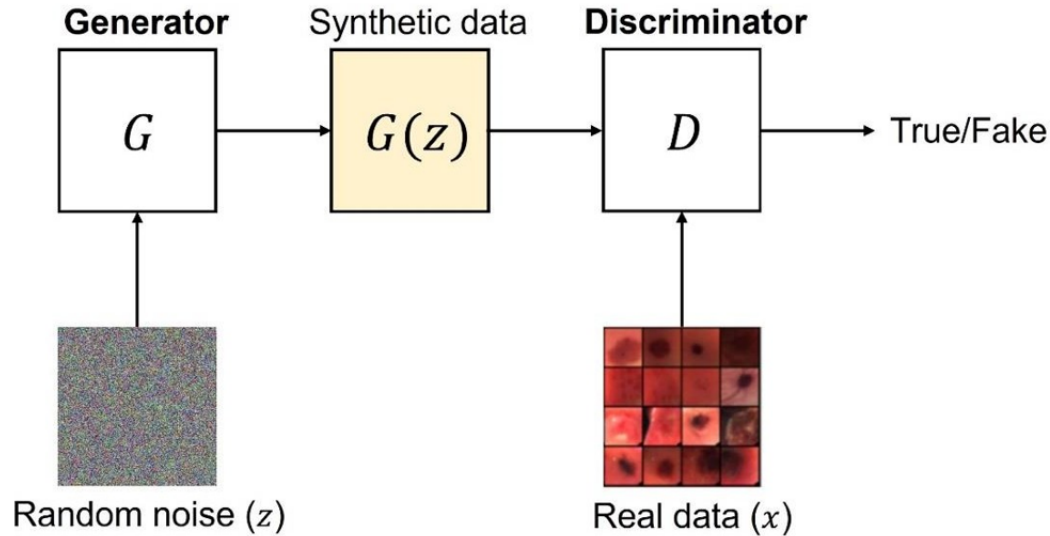 Generator
Synthetic data
Discriminator
G
G(z)
D
True/Fake
Random noise (z)
Real data (x)